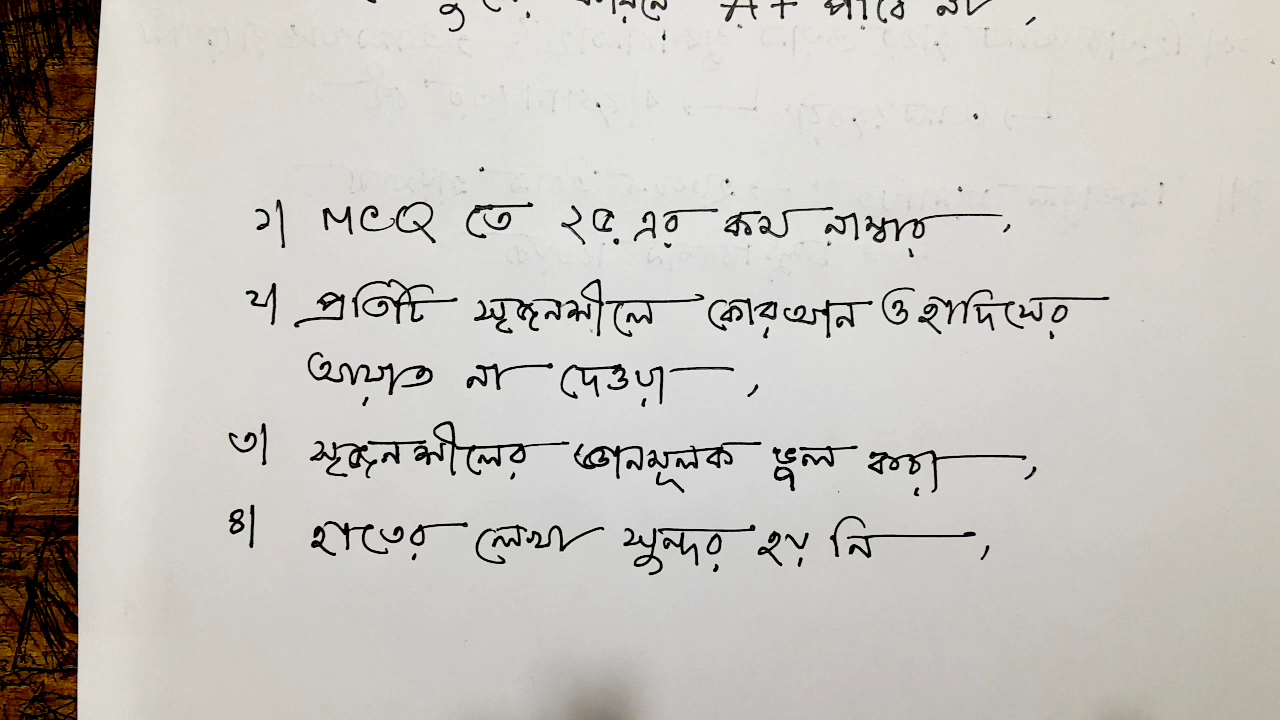 A+ পাবে না,
১) MCQ তে ২৫ এর কম নাম্বার,
২) প্রতিটি সৃজনশীলে কোরআন ও হাদিসের
আয়াত না দেওয়া,
৩) সৃজনশীলের জ্ঞানমূলক ভুল করা,
৪) হাতের লেখা সুন্দর হয় নি,